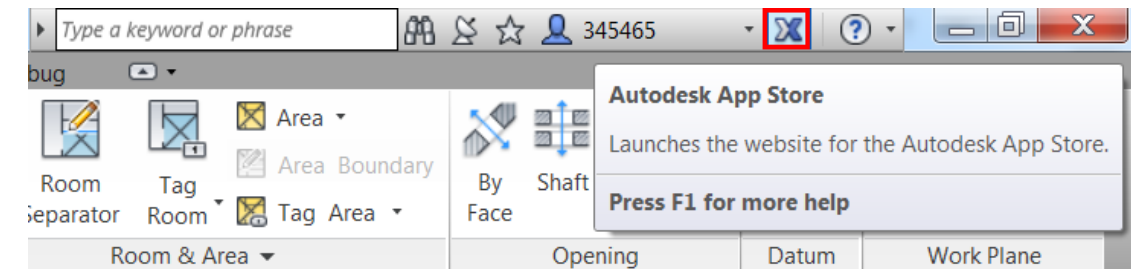 Type a keyword or phrase
345465
bug
Autodesk App Store
Launches the website for the Autodesk App Store.
Press F1 for more help
Room
Separator
Tag
Room
1
Area
Area Boundary
Tag Area
By
Face
Shaft
Room & Area
Opening
Datum
Work Plane